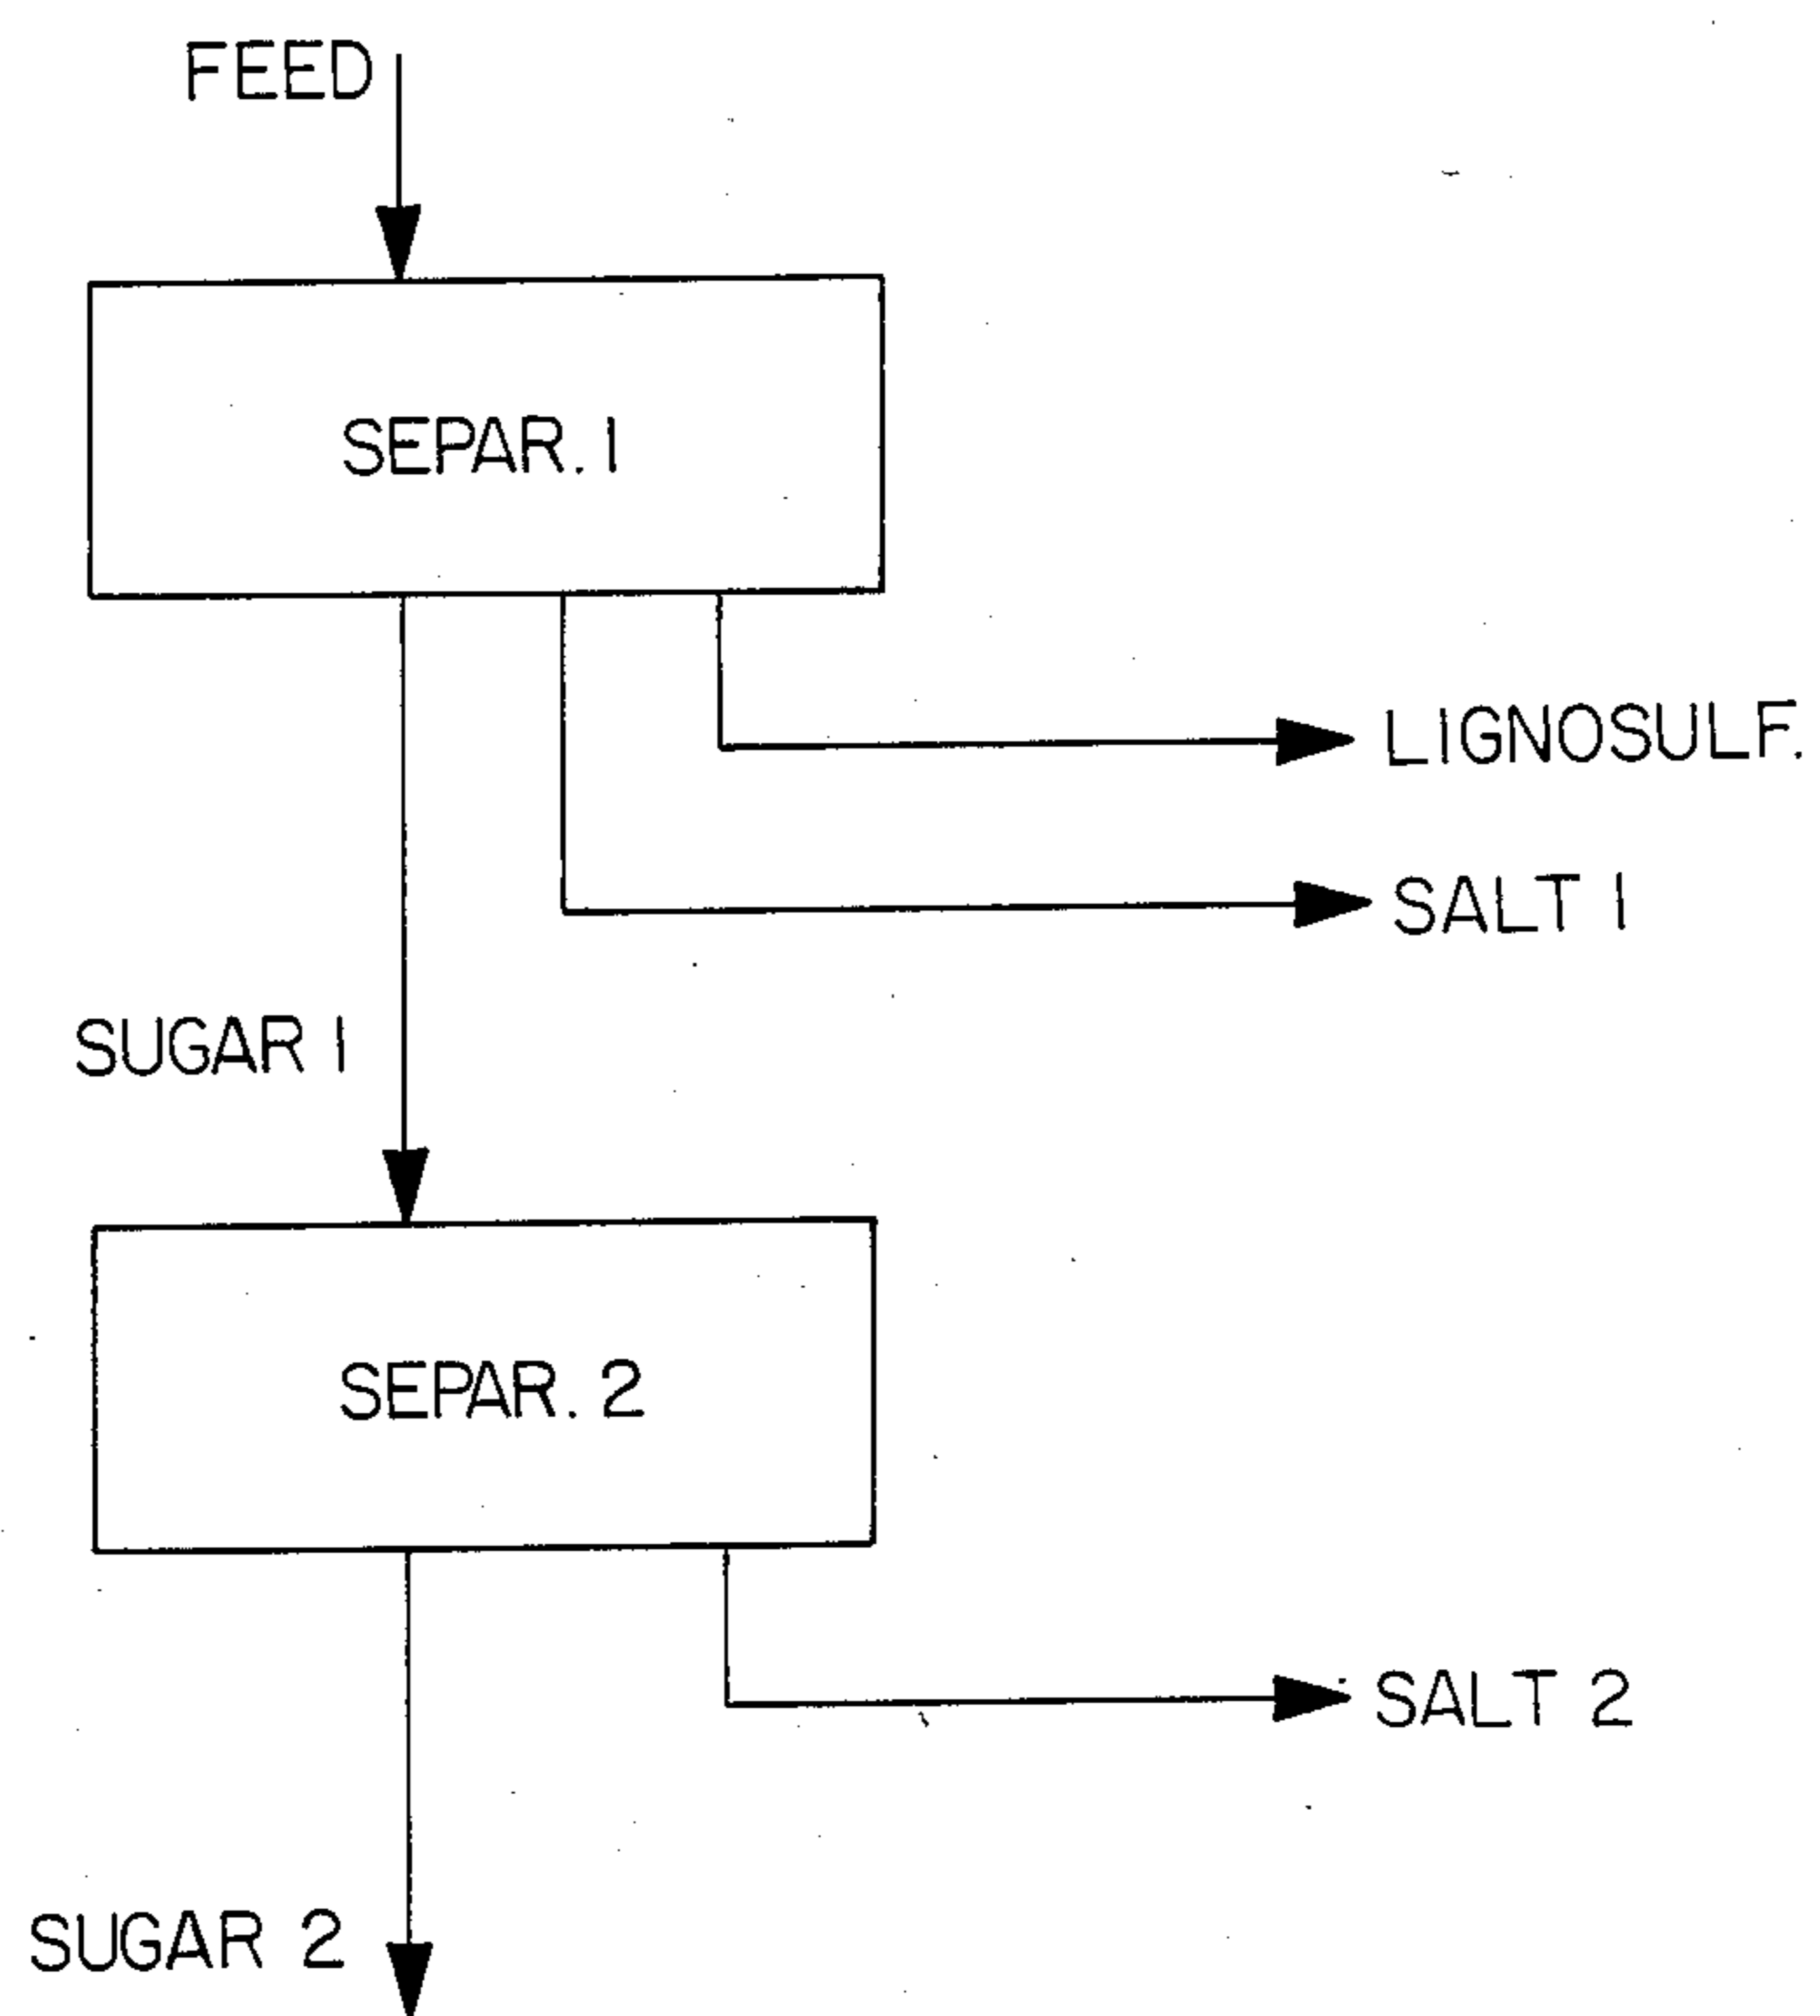 FEED
SEPAR. 1
LIGNOSULF.
SALT 1
SUGAR 1
SEPAR. 2
SALT 2
SUGAR 2